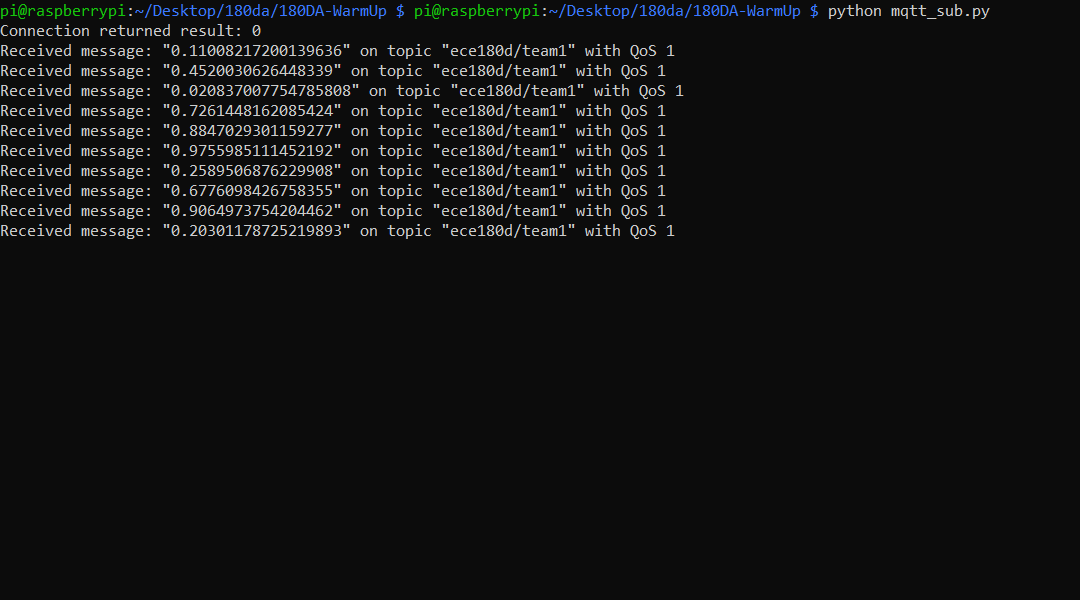 pi@raspberrypi:~/Desktop/180da/180DA-WarmUp $ pi@raspberrypi:~/Desktop/180da/180DA-WarmUp $ python mqtt_sub.py
Connection returned result: 0
Received message: "0.11008217200139636" on topic "ece180d/team1" with QoS 1
Received message: "0.4520030626448339" on topic "ece180d/team1" with QoS 1
Received message: "0.020837007754785808" on topic "ece180d/team1" with QoS 1
Received message: "0.7261448162085424" on topic "ece180d/team1" with QoS 1
Received message: "0.8847029301159277" on topic "ece180d/team1" with QoS 1
Received message: "0.9755985111452192" on topic "ece180d/team1" with QoS 1
Received message: "0.2589506876229908" on topic "ece180d/team1" with QoS 1
Received message: "0.6776098426758355" on topic "ece180d/team1" with QoS 1
Received message: "0.9064973754204462" on topic "ece180d/team1" with QoS 1
Received message: "0.20301178725219893" on topic "ece180d/team1" with QoS 1